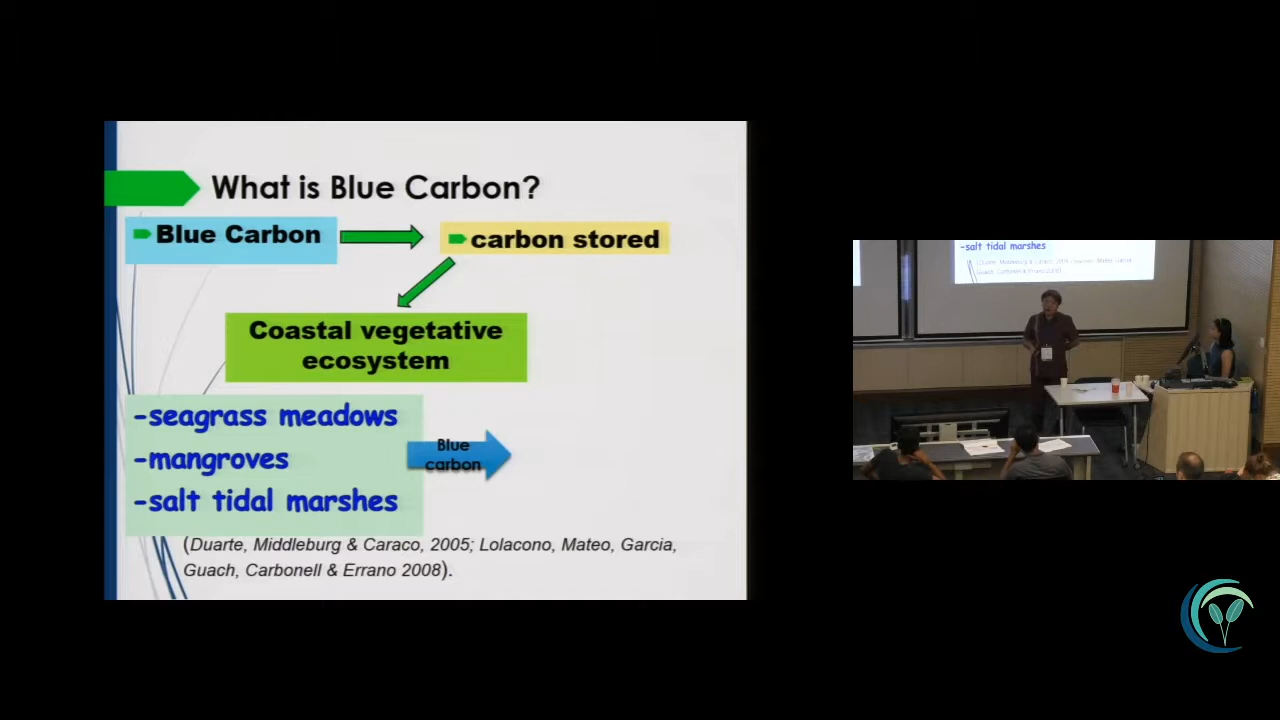 What is Blue Carbon?
Blue Carbon
carbon stored
Coastal vegetative
ecosystem
-seagrass meadows
-mangroves
-salt tidal marshes
Blue
carbon
(Duarte, Middleburg & Caraco, 2005; Lolacono, Mateo, Garcia,
Guach, Carbonell & Errano 2008).
-salt tidal marshes